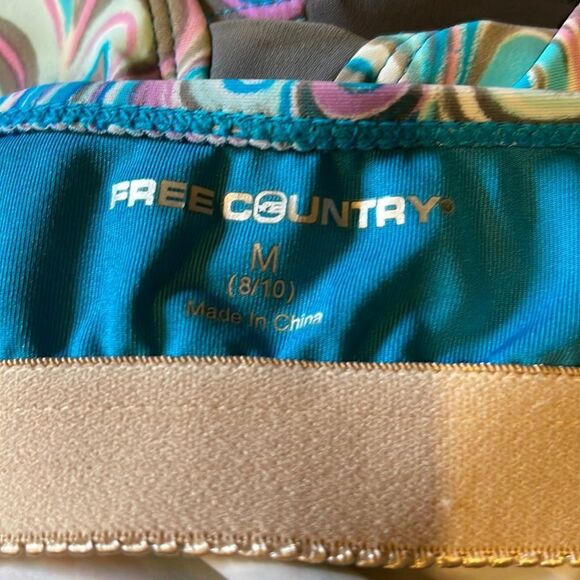 FREE COUNTRY®
M
(8/10)
Made In China